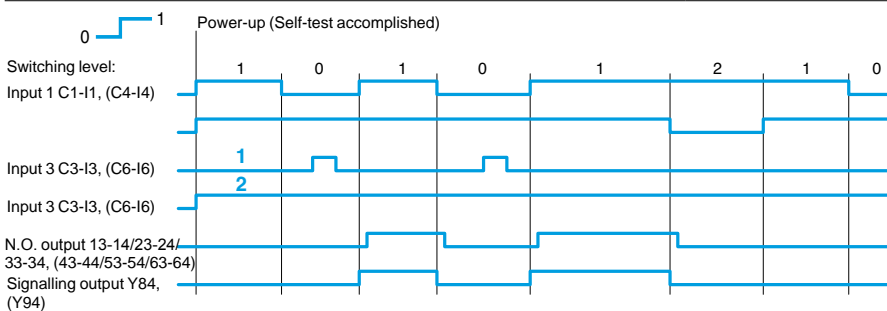 0 1 Power-up (Self-test accomplished)
Switching level: 1 0 1 0 1 2 1 0
Input 1 C1-I1, (C4-I4)
Input 3 C3-I3, (C6-I6) 1
2
Input 3 C3-I3, (C6-I6)
N.O. output 13-14/23-24/
33-34, (43-44/53-54/63-64)
Signalling output Y84,
(Y94)